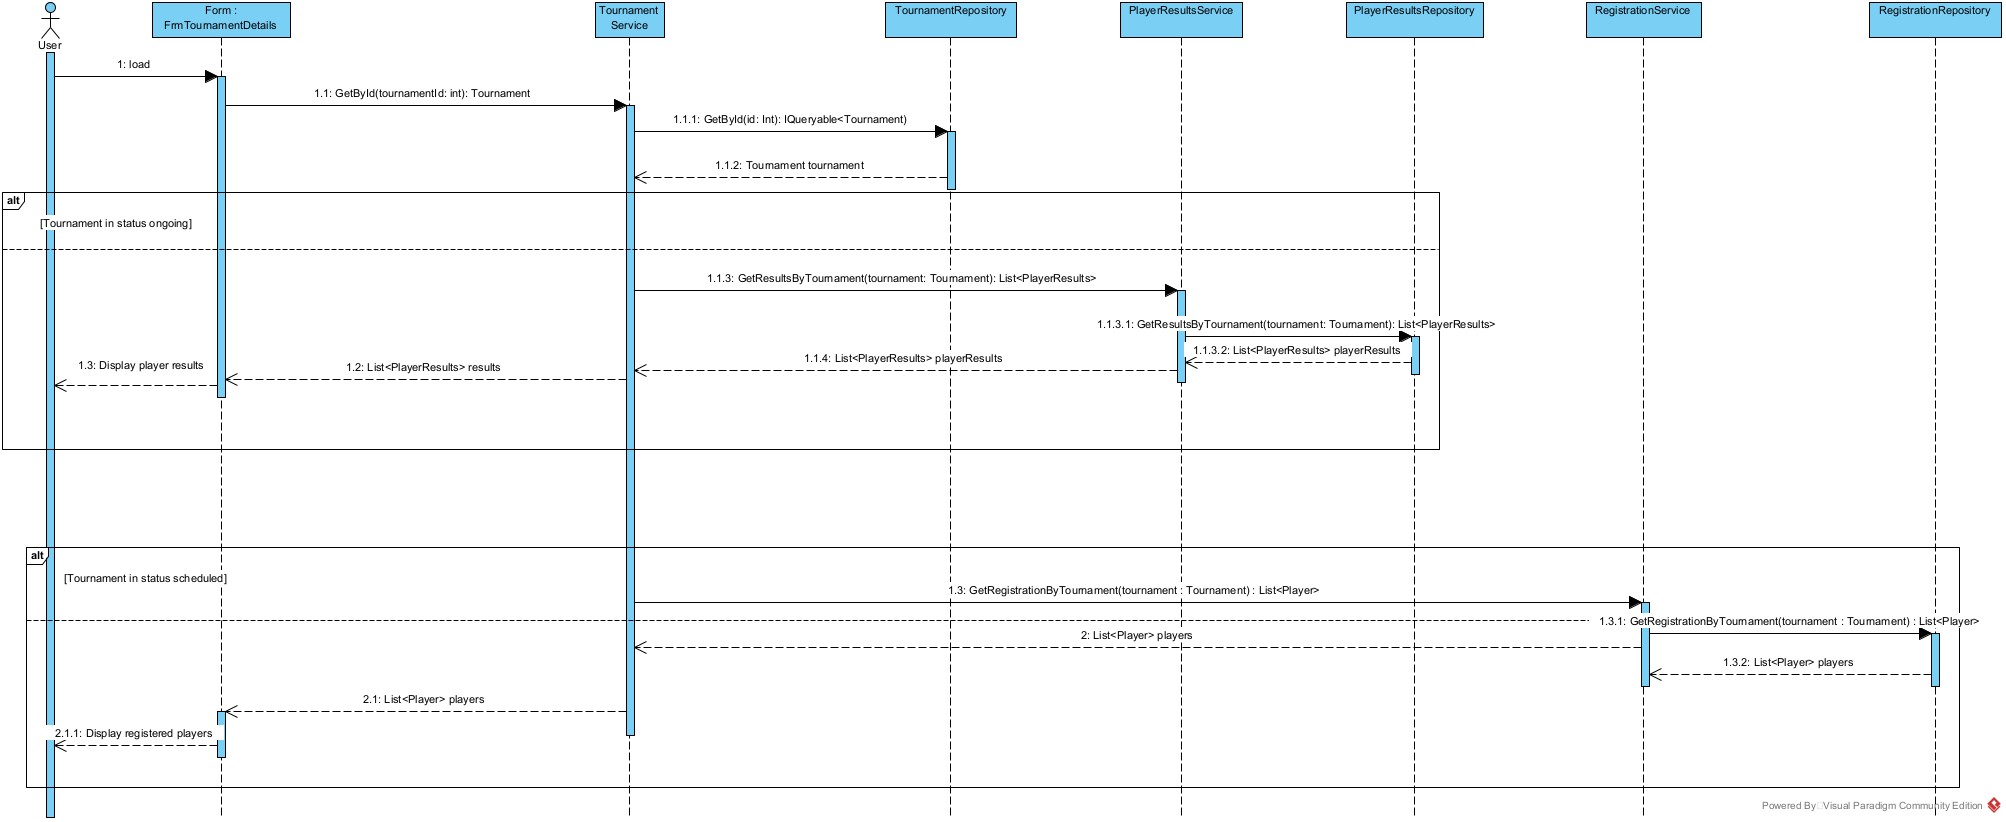 User
Form :
FrmTournamentDetails
Tournament
Service
TournamentRepository
PlayerResultsService
PlayerResultsRepository
RegistrationService
RegistrationRepository
1: load
1.1: GetById(tournamentId: int): Tournament
1.1.1: GetById(id: Int): IQueryable<Tournament)
1.1.2: Tournament tournament
alt
[Tournament in status ongoing]
1.1.3: GetResultsByTournament(tournament: Tournament): List<PlayerResults>
1.1.3.1: GetResultsByTournament(tournament: Tournament): List<PlayerResults>
1.1.3.2: List<PlayerResults> playerResults
1.1.4: List<PlayerResults> playerResults
1.2: List<PlayerResults> results
1.3: Display player results
alt
[Tournament in status scheduled]
1.3: GetRegistrationByTournament(tournament : Tournament) : List<Player>
1.3.1: GetRegistrationByTournament(tournament : Tournament) : List<Player>
2: List<Player> players
1.3.2: List<Player> players
2.1: List<Player> players
2.1.1: Display registered players
Powered By Visual Paradigm Community Edition